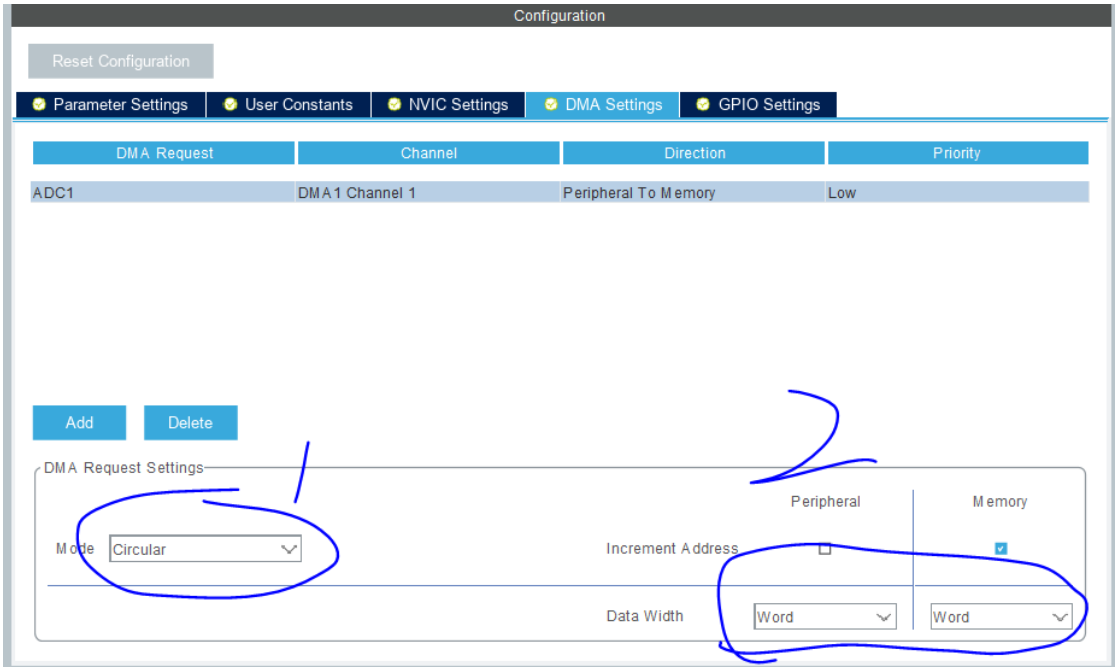 Configuration
Reset Configuration
Parameter Settings User Constants NVIC Settings DMA Settings GPIO Settings
DMA Request Channel Direction Priority
ADC1 DMA1 Channel 1 Peripheral To Memory Low
Add Delete
1 2
DMA Request Settings
Peripheral Memory
Mode Circular Increment Address
Data Width Word Word